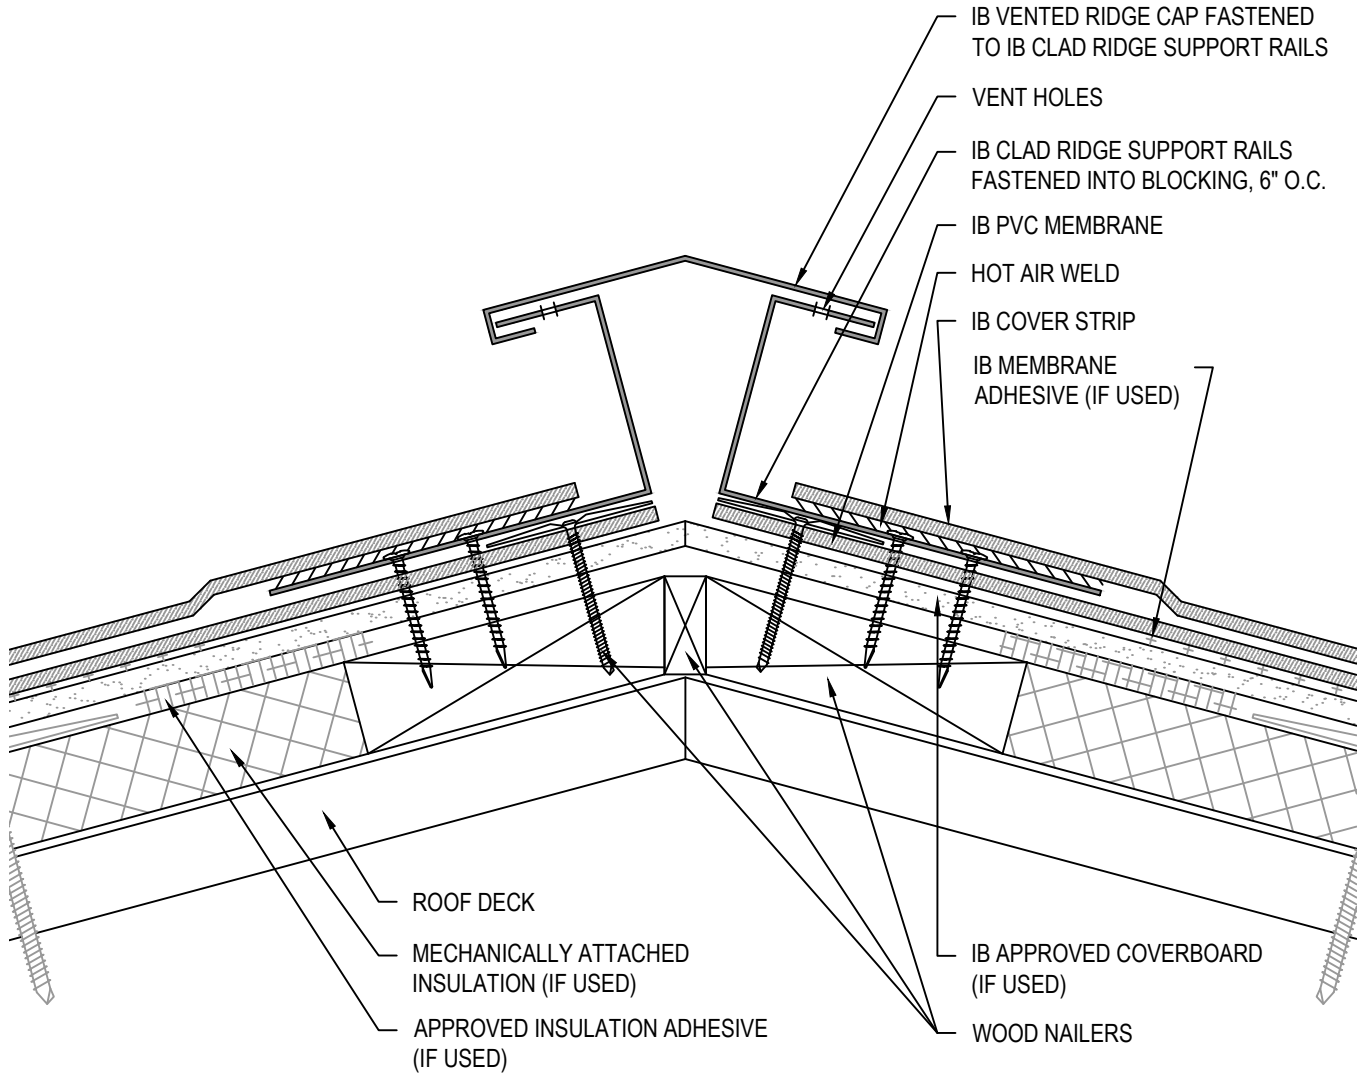 IB VENTED RIDGE CAP FASTENED
TO IB CLAD RIDGE SUPPORT RAILS
VENT HOLES
IB CLAD RIDGE SUPPORT RAILS
FASTENED INTO BLOCKING, 6" O.C.
IB PVC MEMBRANE
HOT AIR WELD
IB COVER STRIP
IB MEMBRANE
ADHESIVE (IF USED)
ROOF DECK
MECHANICALLY ATTACHED
INSULATION (IF USED)
APPROVED INSULATION ADHESIVE
(IF USED)
IB APPROVED COVERBOARD
(IF USED)
WOOD NAILERS